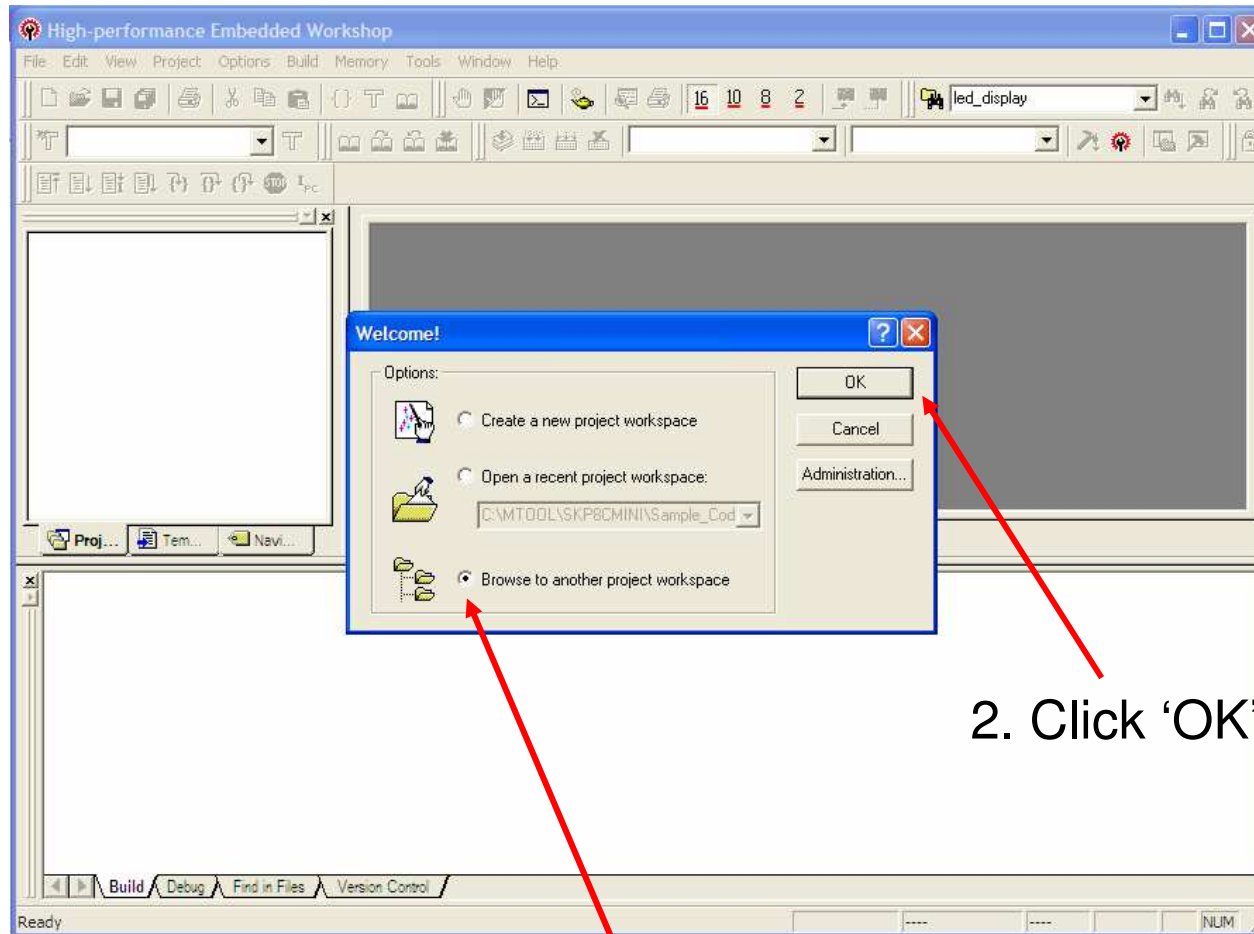 High-performance Embedded Workshop
File Edit View Project Options Build Memory Tools Window Help
16 10 8 2 led_display
STOP PC
Welcome!
Options:
OK
Create a new project workspace
Cancel
Open a recent project workspace:
Administration...
C:\MTOOL\SKP8CMINI\Sample_Cod
Proj... Tem... Navi...
Browse to another project workspace
2. Click ‘OK’
Build Debug Find in Files Version Control
Ready ---- ---- NUM